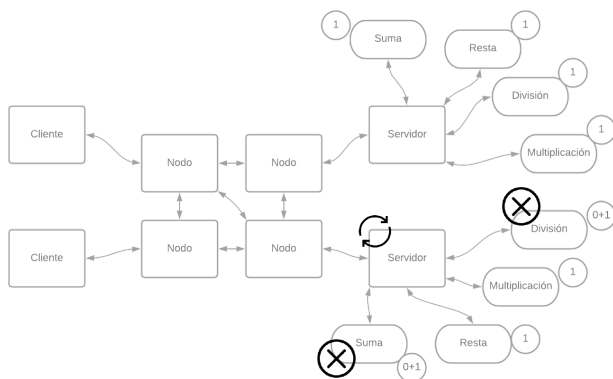 1
Suma
Resta
1
División
1
Multiplicación
1
Servidor
Cliente
Nodo
Nodo
Cliente
Nodo
Nodo
Servidor
División
0+1
Multiplicación
1
Suma
0+1
Resta
1